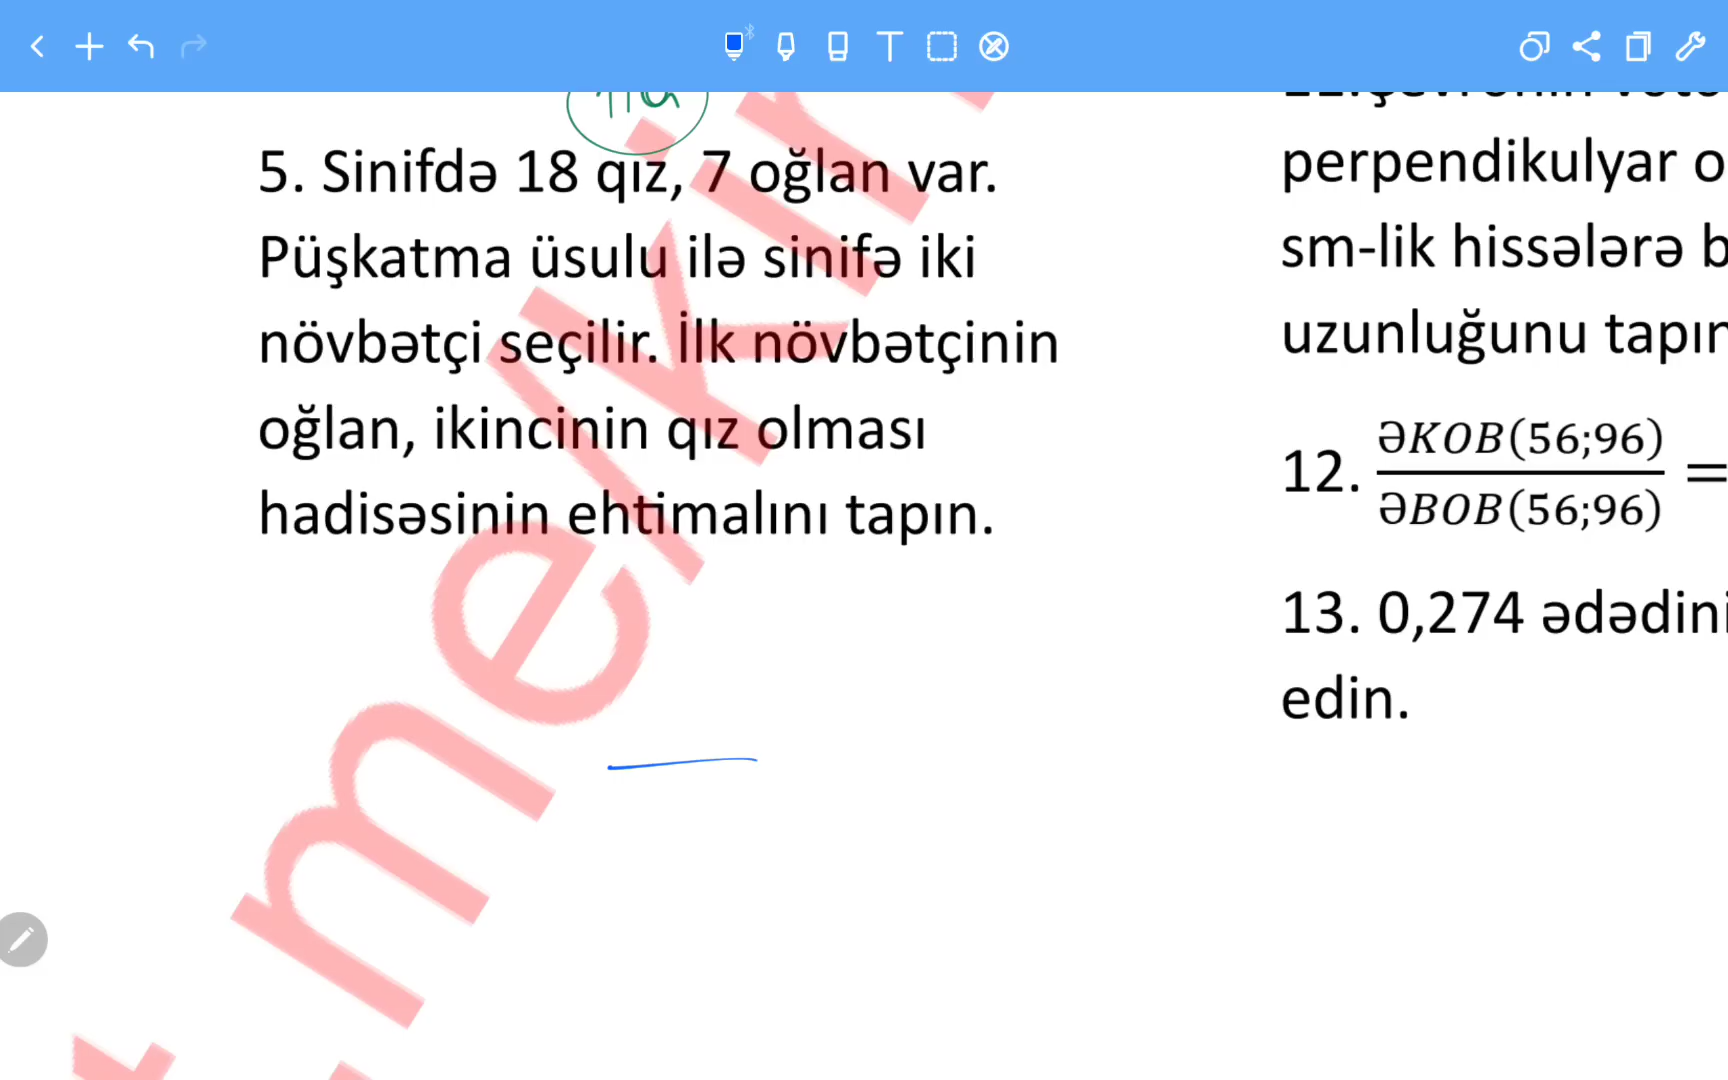 5. Sinifdə 18 qız, 7 oğlan var.
Püşkatma üsulu ilə sinifə iki
növbətçi seçilir. İlk növbətçinin
oğlan, ikincinin qız olması
hadisəsinin ehtimalını tapın.
perpendikulyar o
sm-lik hissələrə b
uzunluğunu tapın
12. ƏKOB(56;96)
ƏBOB(56;96) =
13. 0,274 ədədini
edin.
t.me/kim